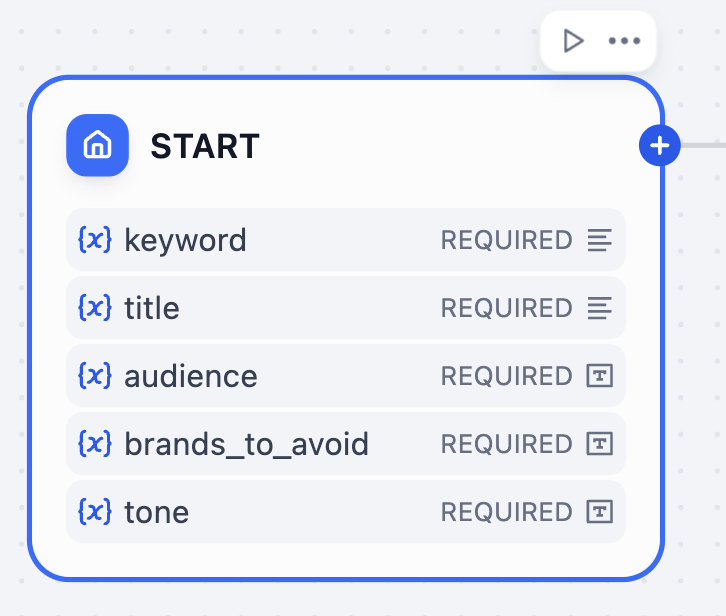 START
{x} keyword REQUIRED
{x} title REQUIRED
{x} audience REQUIRED T
{x} brands_to_avoid REQUIRED T
{x} tone REQUIRED T